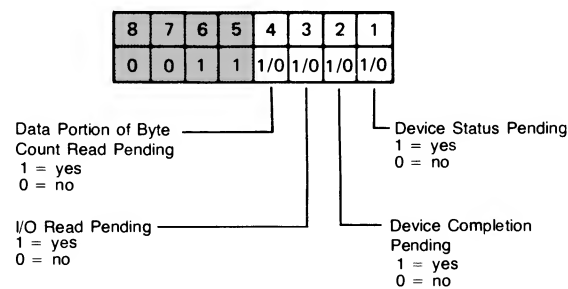 8 7 6 5 4 3 2 1
0 0 1 1 1/0 1/0 1/0 1/0
Data Portion of Byte
Count Read Pending
1 = yes
0 = no
Device Status Pending
1 = yes
0 = no
I/O Read Pending
1 = yes
0 = no
Device Completion
Pending
1 = yes
0 = no